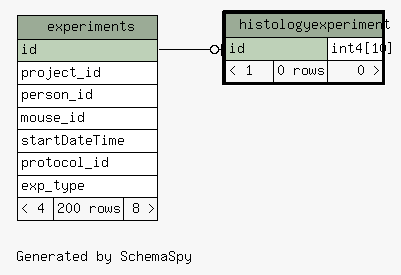 experiments
id
project_id
person_id
mouse_id
startDateTime
protocol_id
exp_type
< 4 200 rows 8 >
histologyexperiment
id int4[10]
< 1 0 rows 0 >
Generated by SchemaSpy